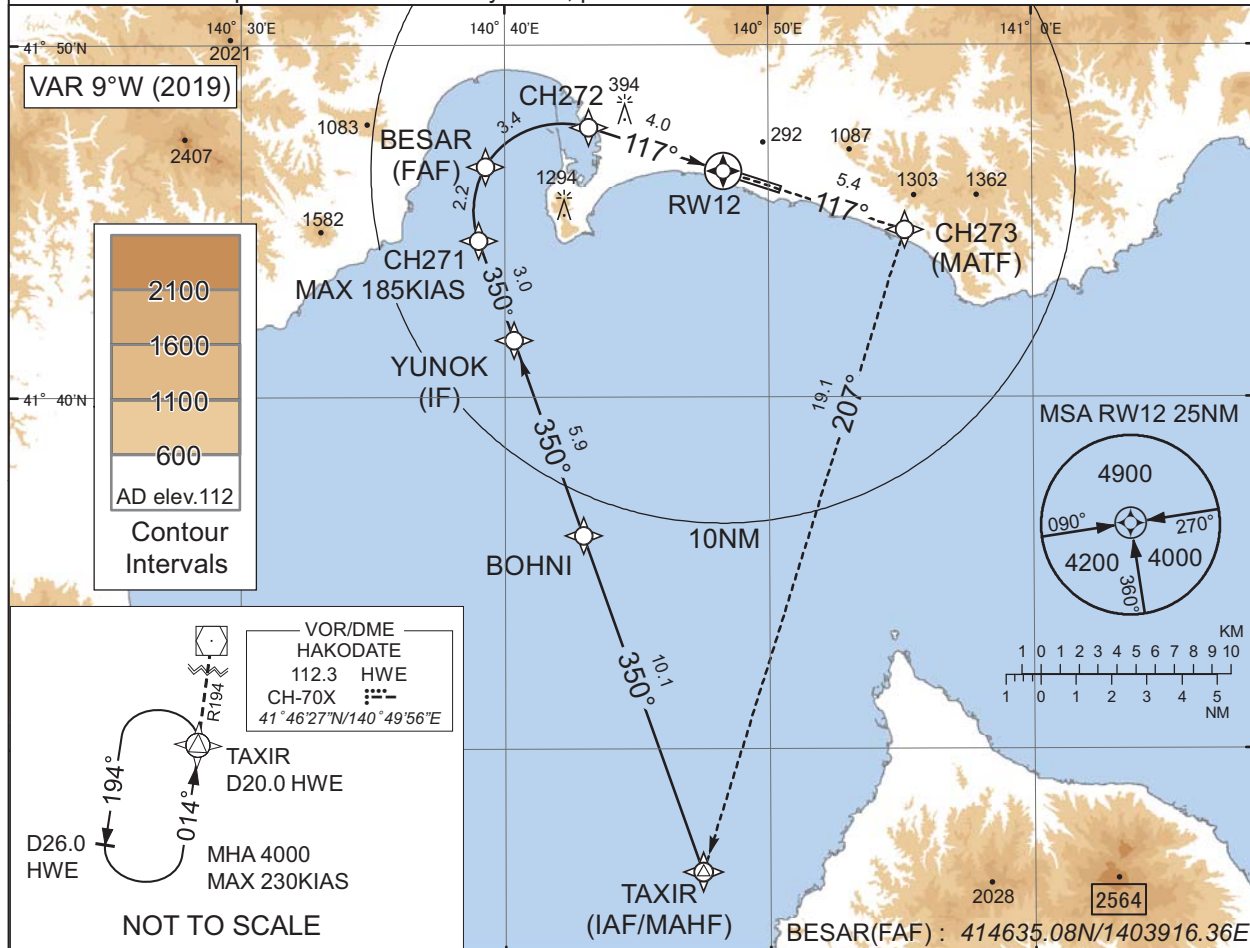 140° 30'E
140° 40'E
140° 50'E
141° 0'E
41° 50'N
2021
VAR 9°W (2019)
1083
2407
1582
BESAR
(FAF)
3.4
CH272
394
4.0
117°
292
1087
5.4
117°
1303
1362
RW12
CH273
(MATF)
1294
2.2
CH271
MAX 185KIAS
3.0
350°
YUNOK
(IF)
41° 40'N
2100
1600
1100
600
AD elev.112
Contour
Intervals
5.9
350°
19.1
207°
MSA RW12 25NM
4900
090°
270°
4200
4000
360°
10NM
BOHNI
10.1
350°
KM
1 0 1 2 3 4 5 6 7 8 9 10
1 0 1 2 3 4 5
NM
VOR/DME
HAKODATE
112.3 HWE
CH-70X
41°46'27"N/140°49'56"E
R194
TAXIR
D20.0 HWE
194°
014°
D26.0
HWE
MHA 4000
MAX 230KIAS
NOT TO SCALE
TAXIR
(IAF/MAHF)
2028
2564
BESAR(FAF) : 414635.08N/1403916.36E